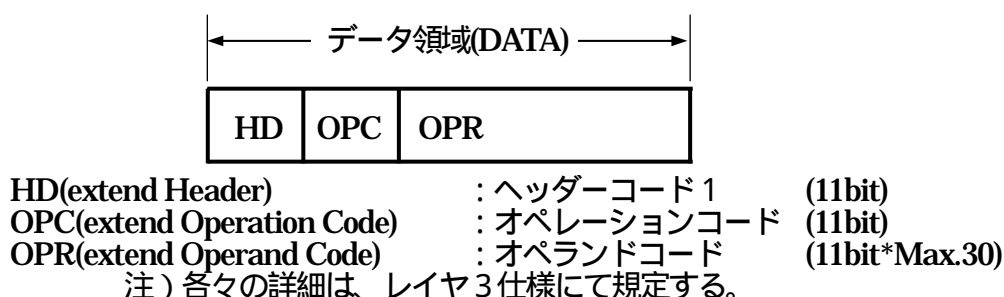 データ領域(DATA)
HD OPC OPR
HD(extend Header) :ヘッダーコード1 (11bit)
OPC(extend Operation Code) :オペレーションコード (11bit)
OPR(extend Operand Code) :オペランドコード (11bit*Max.30)
注)各々の詳細は、レイヤ3仕様にて規定する。